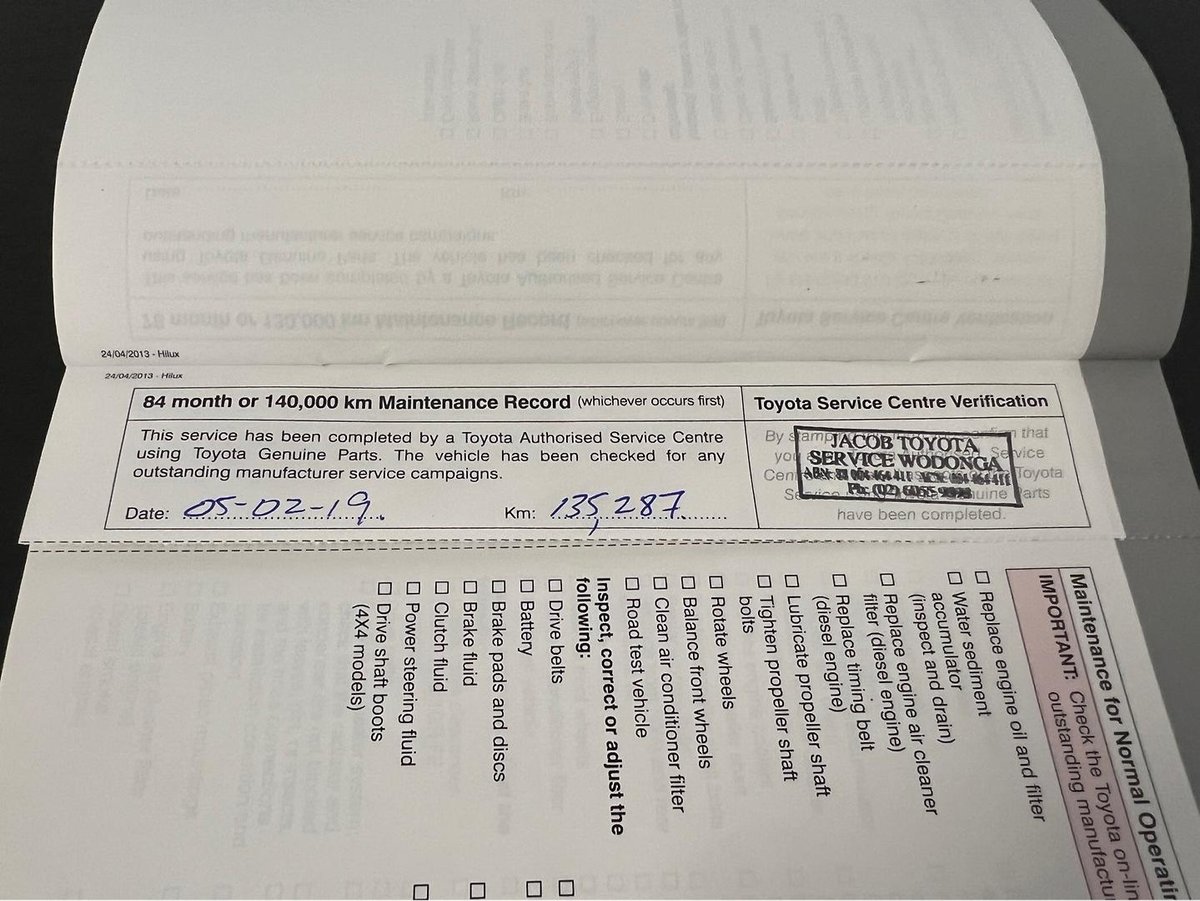 24/04/2013 - Hilux
24/04/2013 - Hilux
84 month or 140,000 km Maintenance Record (whichever occurs first)
This service has been completed by a Toyota Authorised Service Centre
using Toyota Genuine Parts. The vehicle has been checked for any
outstanding manufacturer service campaigns.
Date: 05-02-19
Km: 135,287
Toyota Service Centre Verification
By stamp that
Service
Toyota
Parts
have been completed.
JACOB TOYOTA
SERVICE WODONGA
Maintenance for Normal Operati
IMPORTANT: Check the Toyota on-lin
outstanding manufactu
☐ Replace engine oil and filter
☐ Water sediment
accumulator
(inspect and drain)
☐ Replace engine air cleaner
filter (diesel engine)
☐ Replace timing belt
(diesel engine)
☐ Lubricate propeller shaft
☐ Tighten propeller shaft
bolts
☐ Rotate wheels
☐ Balance front wheels
☐ Clean air conditioner filter
☐ Road test vehicle
Inspect, correct or adjust the
following:
☐ Drive belts
☐ Battery
☐ Brake pads and discs
☐ Brake fluid
☐ Clutch fluid
☐ Power steering fluid
☐ Drive shaft boots
(4X4 models)